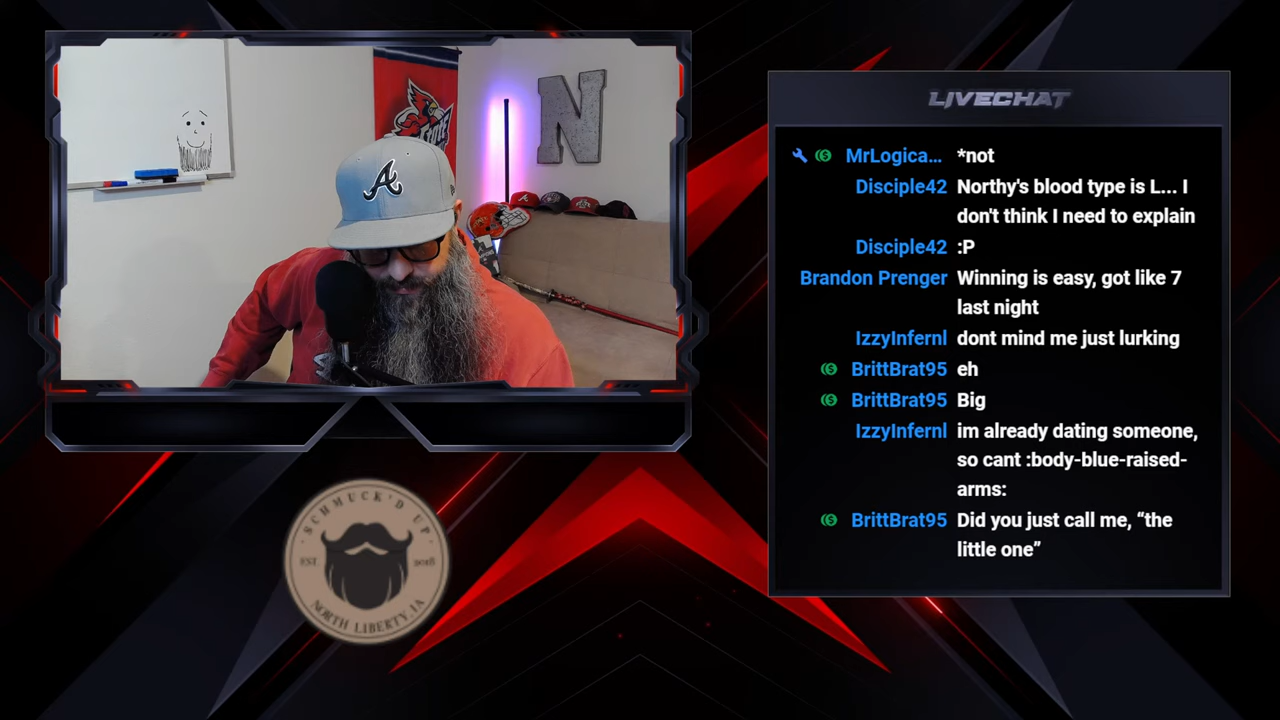 LIVECHAT
MrLogica... *not
Disciple42 Northy's blood type is L... I
don't think I need to explain
Disciple42 :P
Brandon Prenger Winning is easy, got like 7
last night
IzzyInfernl dont mind me just lurking
BrittBrat95 eh
BrittBrat95 Big
IzzyInfernl im already dating someone,
so cant :body-blue-raised-
arms:
BrittBrat95 Did you just call me, “the
little one”
N
A
SCHMUCK'D UP
EST. 2018
NORTH LIBERTY, IA